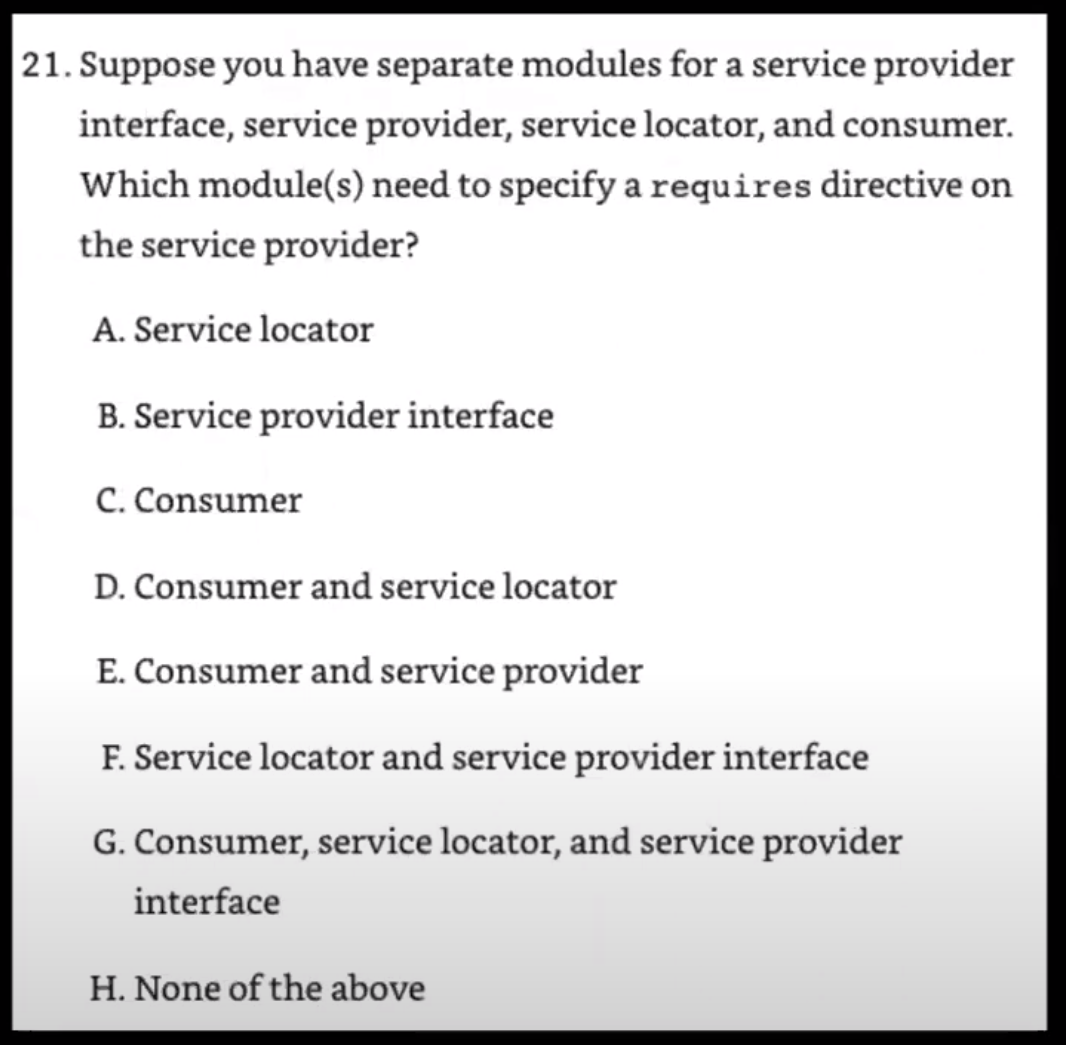 21. Suppose you have separate modules for a service provider
interface, service provider, service locator, and consumer.
Which module(s) need to specify a requires directive on
the service provider?
A. Service locator
B. Service provider interface
C. Consumer
D. Consumer and service locator
E. Consumer and service provider
F. Service locator and service provider interface
G. Consumer, service locator, and service provider
interface
H. None of the above